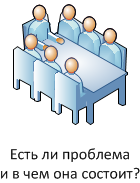 Есть ли проблема
и в чем она состоит?